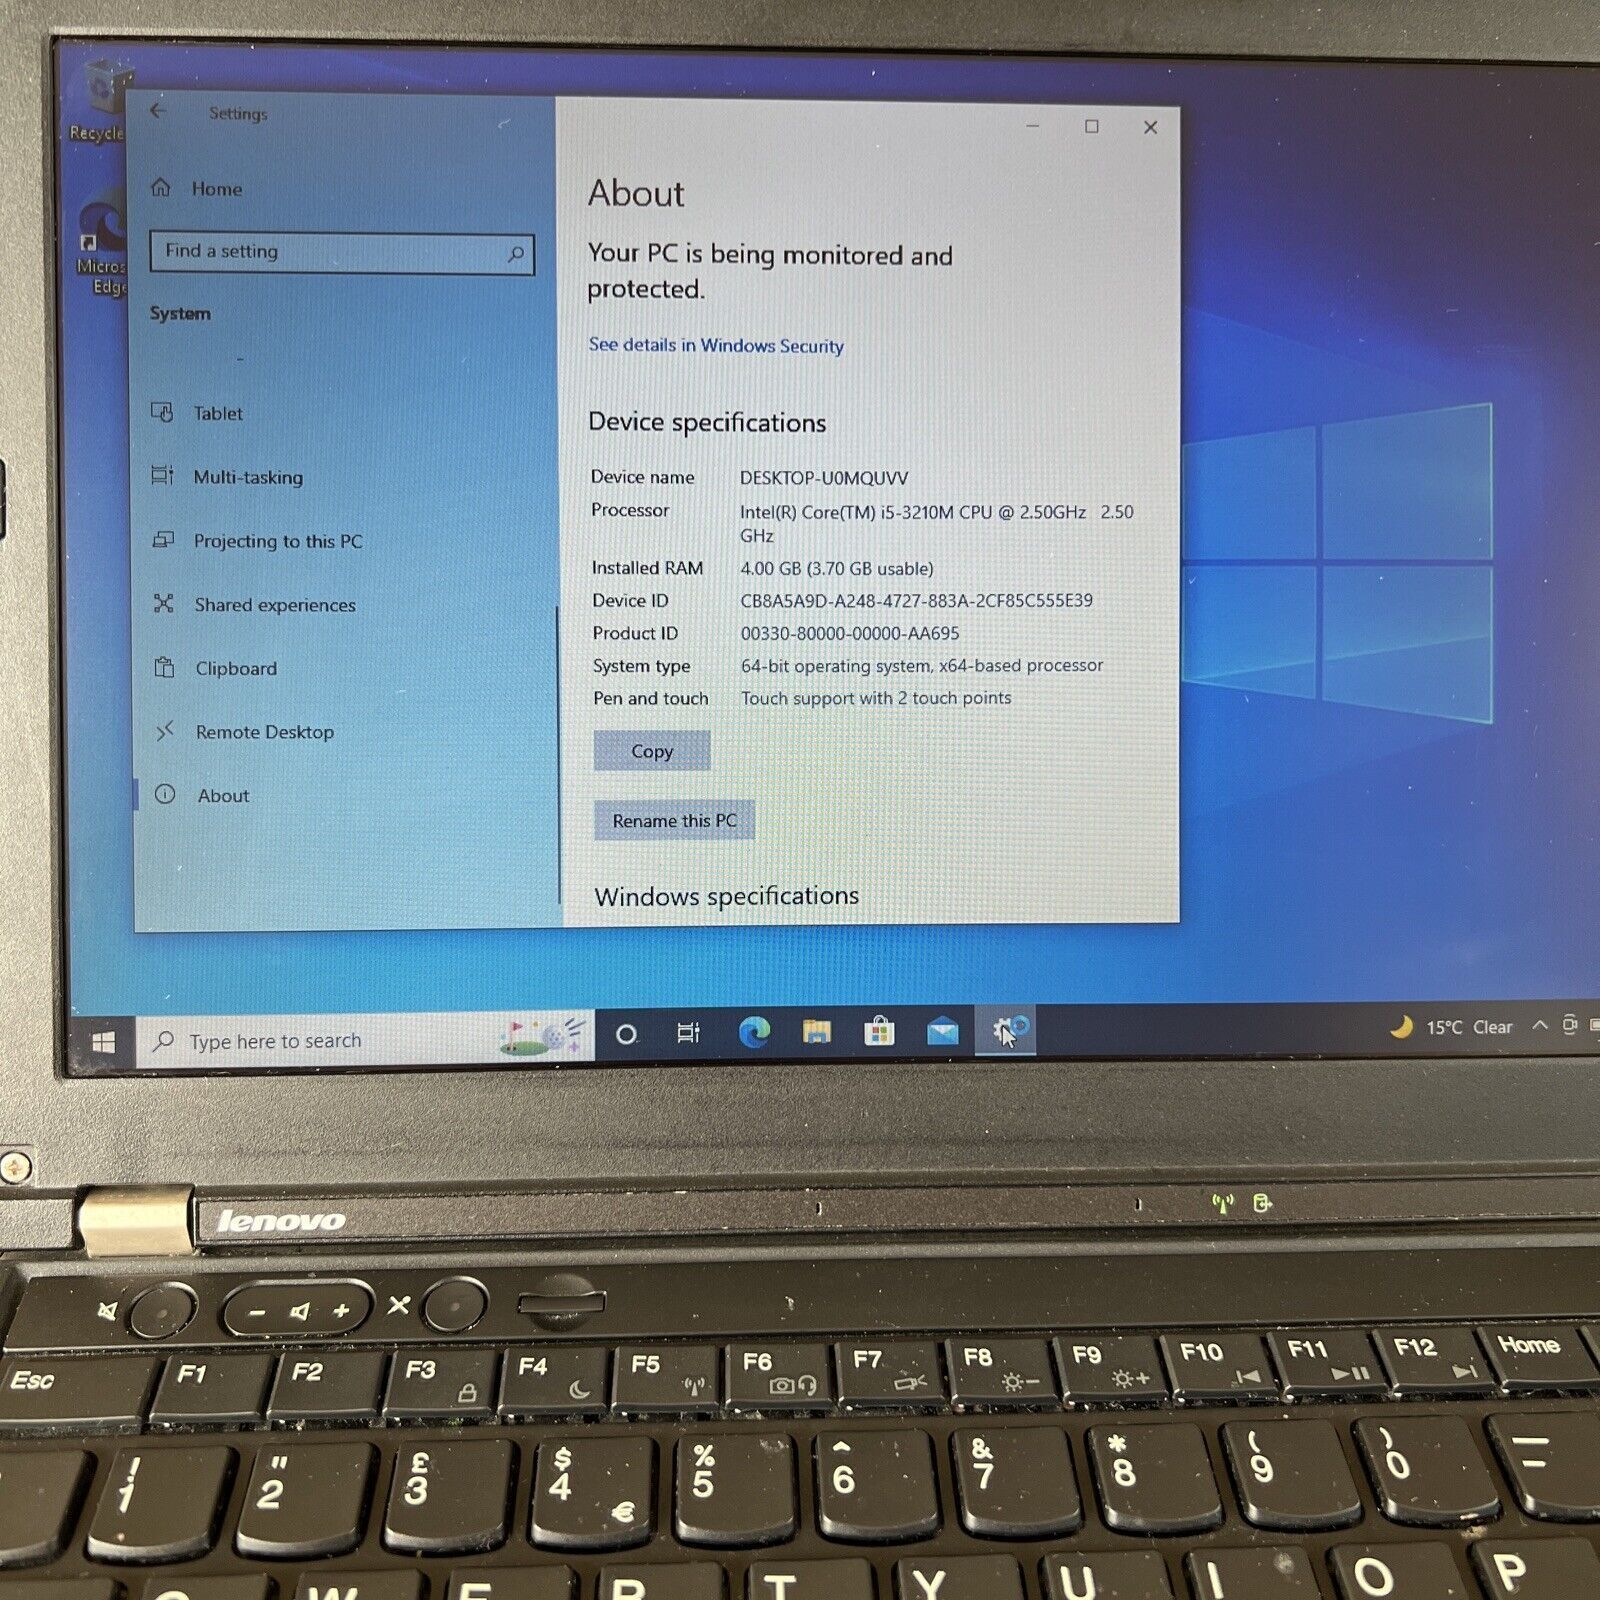 Recycle
Micros
Edge
Settings
Home
Find a setting
System
Tablet
Multi-tasking
Projecting to this PC
Shared experiences
Clipboard
Remote Desktop
About
About
Your PC is being monitored and
protected.
See details in Windows Security
Device specifications
Device name DESKTOP-U0MQUVV
Processor Intel(R) Core(TM) i5-3210M CPU @ 2.50GHz 2.50
GHz
Installed RAM 4.00 GB (3.70 GB usable)
Device ID CB8A5A9D-A248-4727-883A-2CF85C555E39
Product ID 00330-80000-00000-AA695
System type 64-bit operating system, x64-based processor
Pen and touch Touch support with 2 touch points
Copy
Rename this PC
Windows specifications
Type here to search
15°C Clear
lenovo
- +
Esc F1 F2 F3 F4 F5 F6 F7 F8 F9 F10 F11 F12 Home
! " £ $ % ^ & * ( ) _
1 2 3 4 € 5 6 7 8 9 0 -
Q W E R T Y U I O P